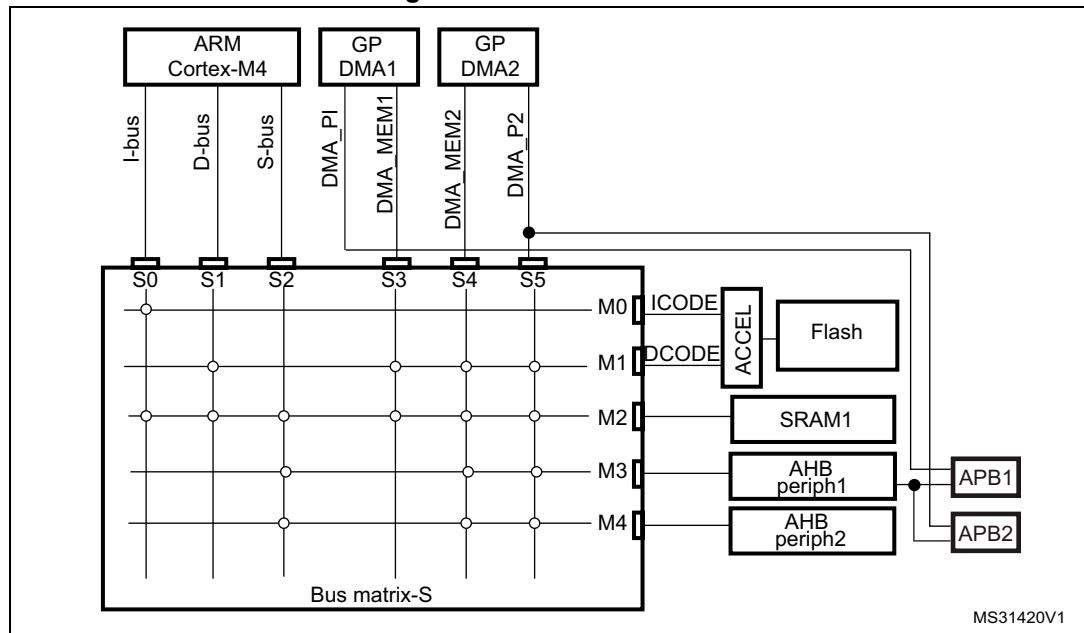 ARM
Cortex-M4
GP
DMA1
GP
DMA2
I-bus
D-bus
S-bus
DMA_PI
DMA_MEM1
DMA_MEM2
DMA_P2
S0
S1
S2
S3
S4
S5
M0
ICODE
M1
DCODE
ACCEL
Flash
M2
SRAM1
M3
AHB
periph1
APB1
M4
AHB
periph2
APB2
Bus matrix-S
MS31420V1